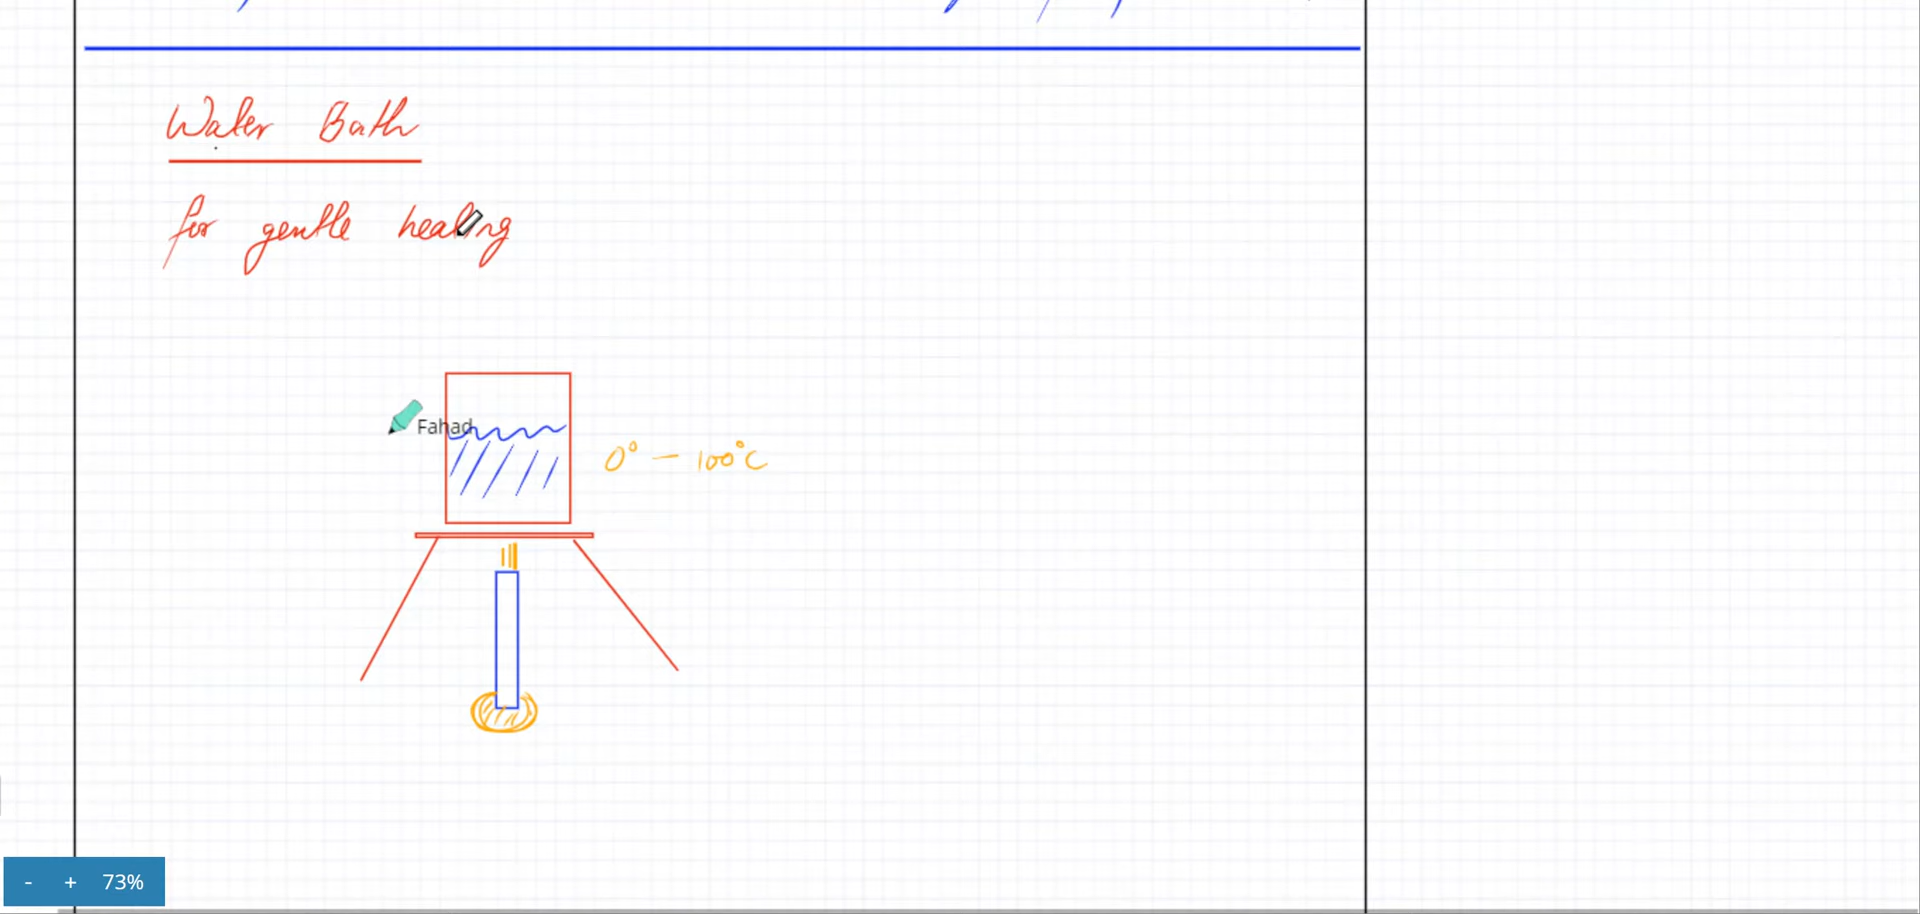 Water Bath
for gentle heating
Fahad
0° – 100°C
- + 73%